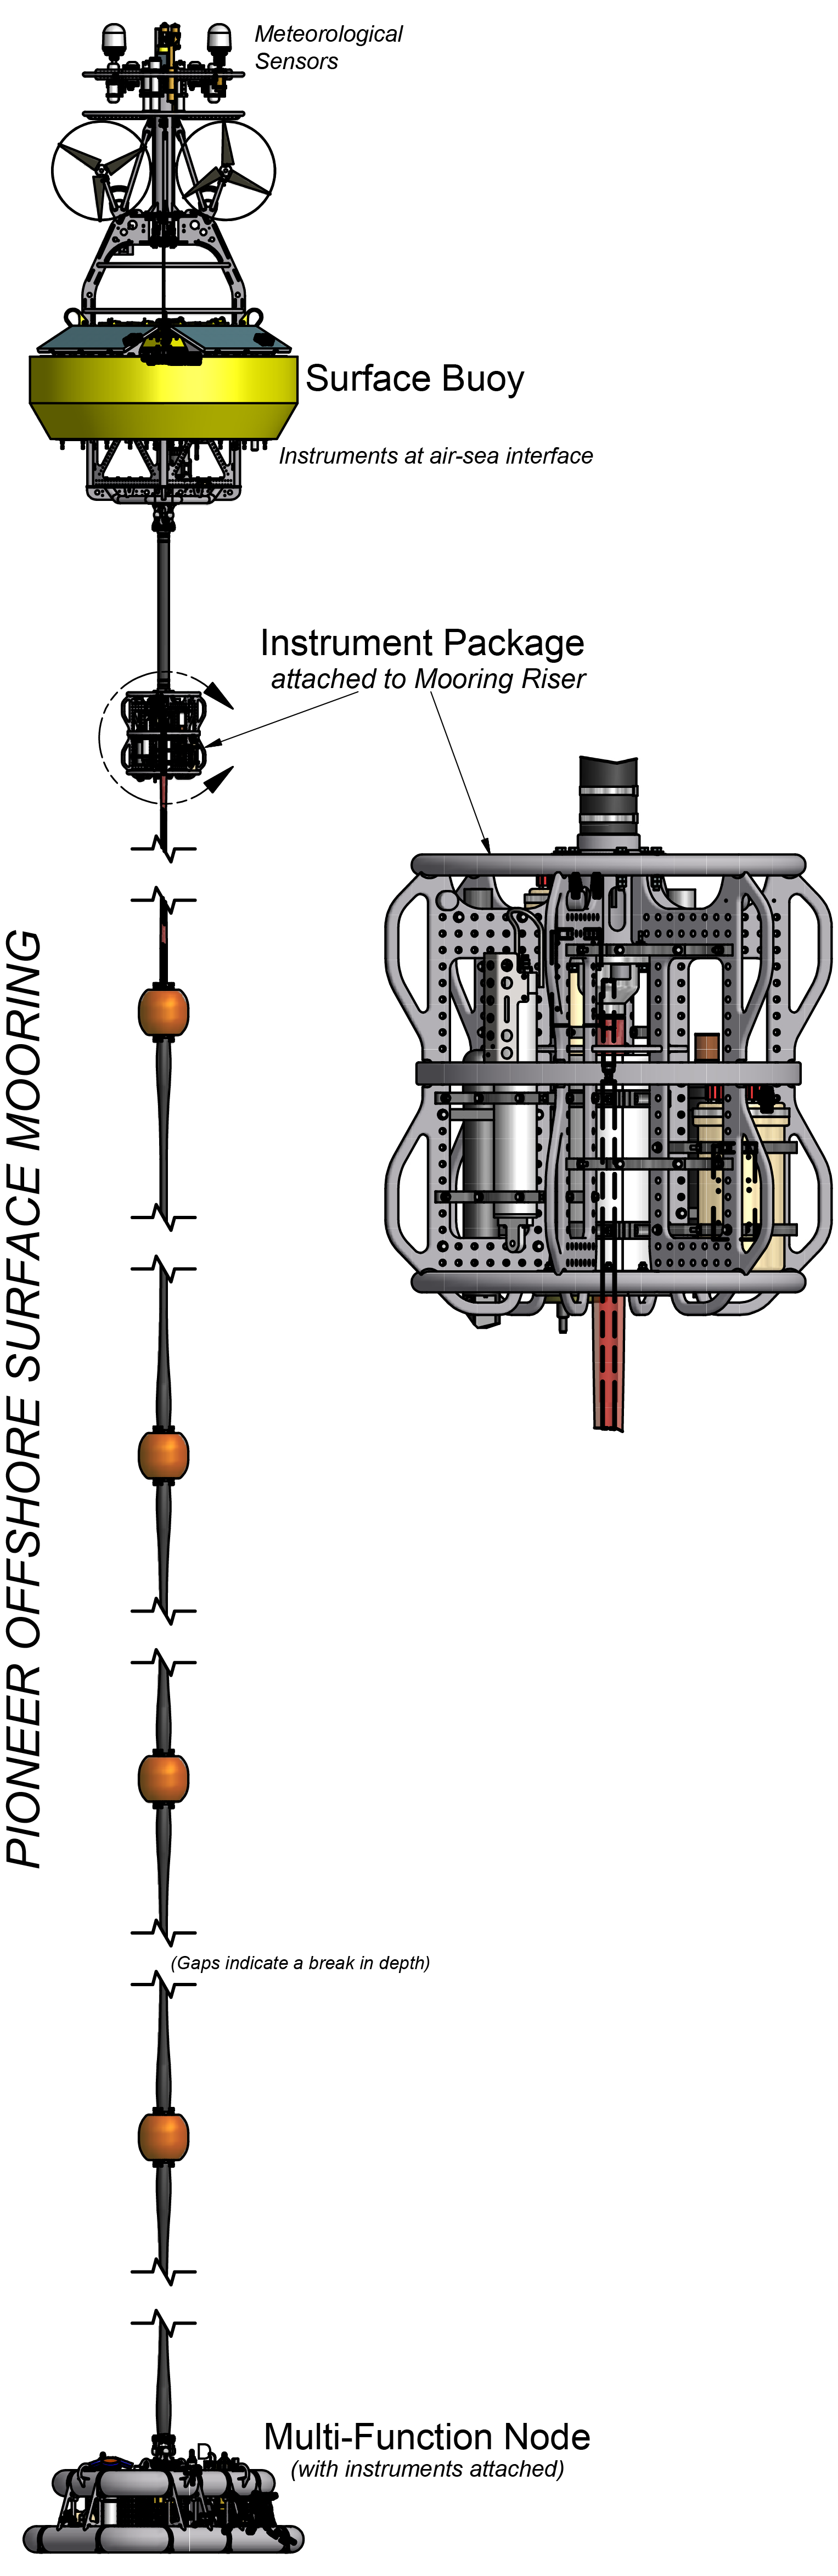 Meteorological
Sensors
Surface Buoy
Instruments at air-sea interface
Instrument Package
attached to Mooring Riser
PIONEER OFFSHORE SURFACE MOORING
(Gaps indicate a break in depth)
Multi-Function Node
(with instruments attached)
D